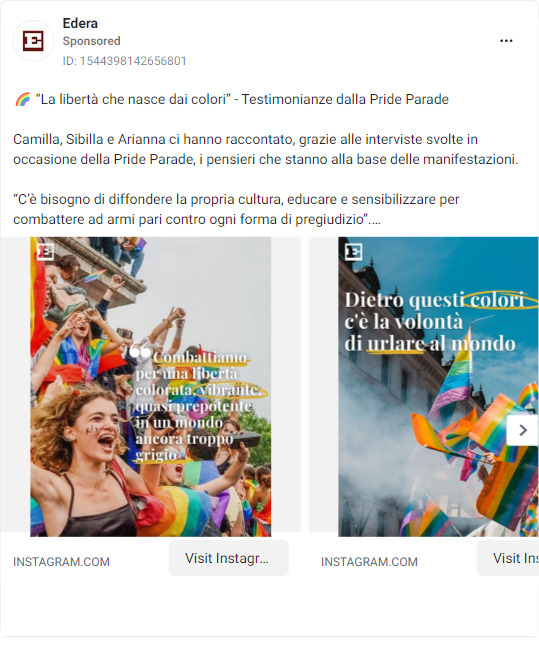 Edera
Sponsored
ID: 1544398142656801
🌈 “La libertà che nasce dai colori” - Testimonianze dalla Pride Parade
Camilla, Sibilla e Arianna ci hanno raccontato, grazie alle interviste svolte in
occasione della Pride Parade, i pensieri che stanno alla base delle manifestazioni.
“C'è bisogno di diffondere la propria cultura, educare e sensibilizzare per
combattere ad armi pari contro ogni forma di pregiudizio”....
“Combattiamo
per una libertà
colorata, vibrante,
quasi prepotente
in un mondo
ancora troppo
grigio”
Dietro questi colori
c'è la volontà
di urlare al mondo
INSTAGRAM.COM
Visit Instagr...
INSTAGRAM.COM
Visit Ins